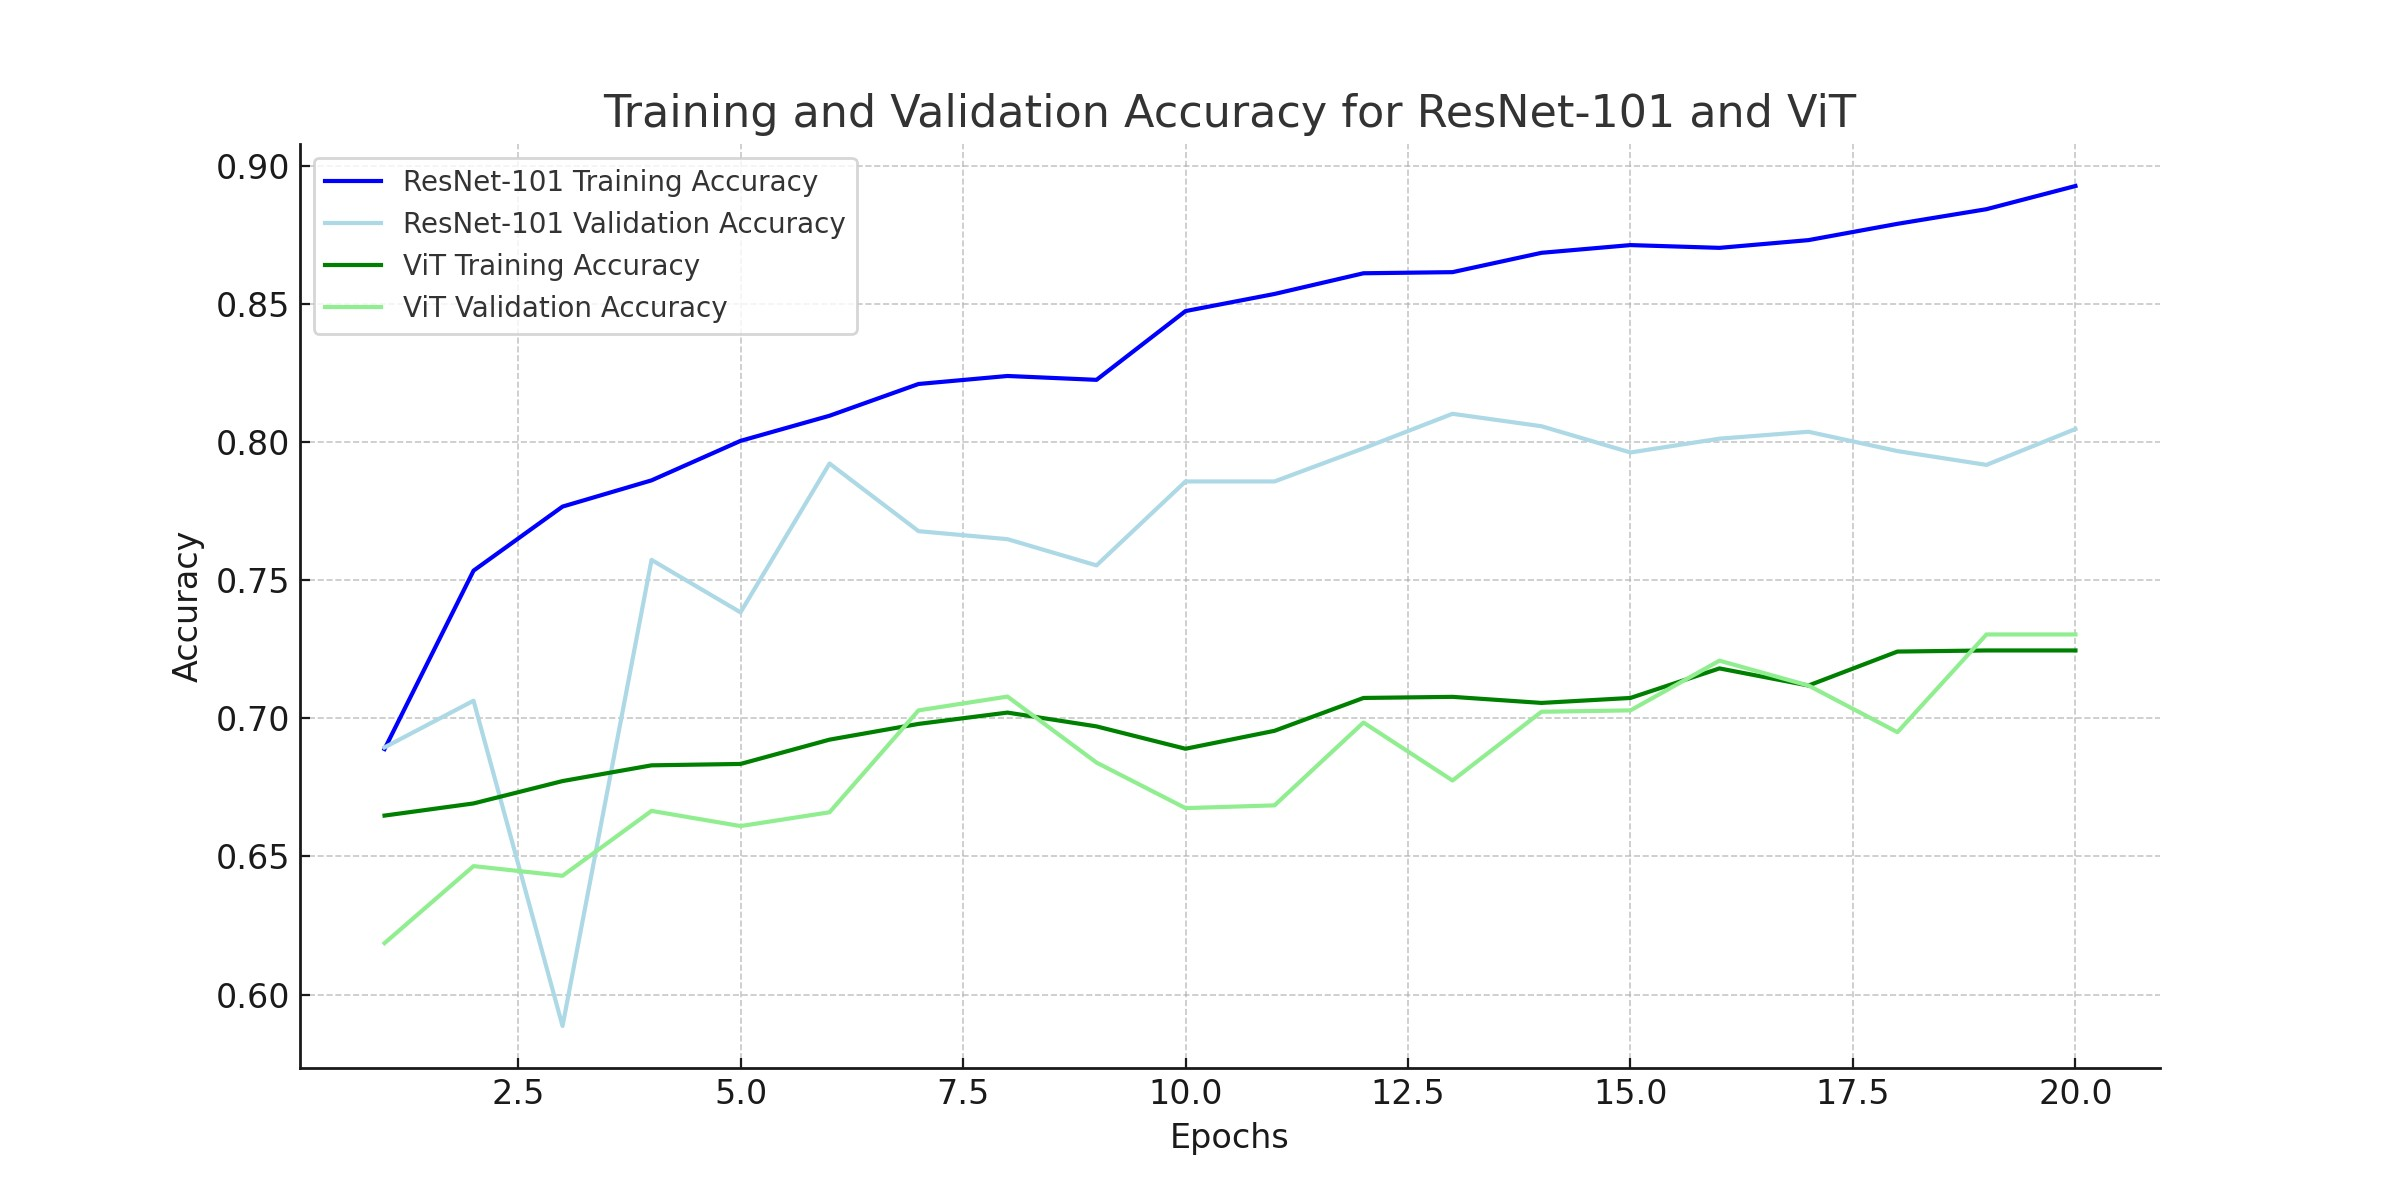 Training and Validation Accuracy for ResNet-101 and ViT
ResNet-101 Training Accuracy
ResNet-101 Validation Accuracy
ViT Training Accuracy
ViT Validation Accuracy
Accuracy
0.90
0.85
0.80
0.75
0.70
0.65
0.60
2.5 5.0 7.5 10.0 12.5 15.0 17.5 20.0
Epochs